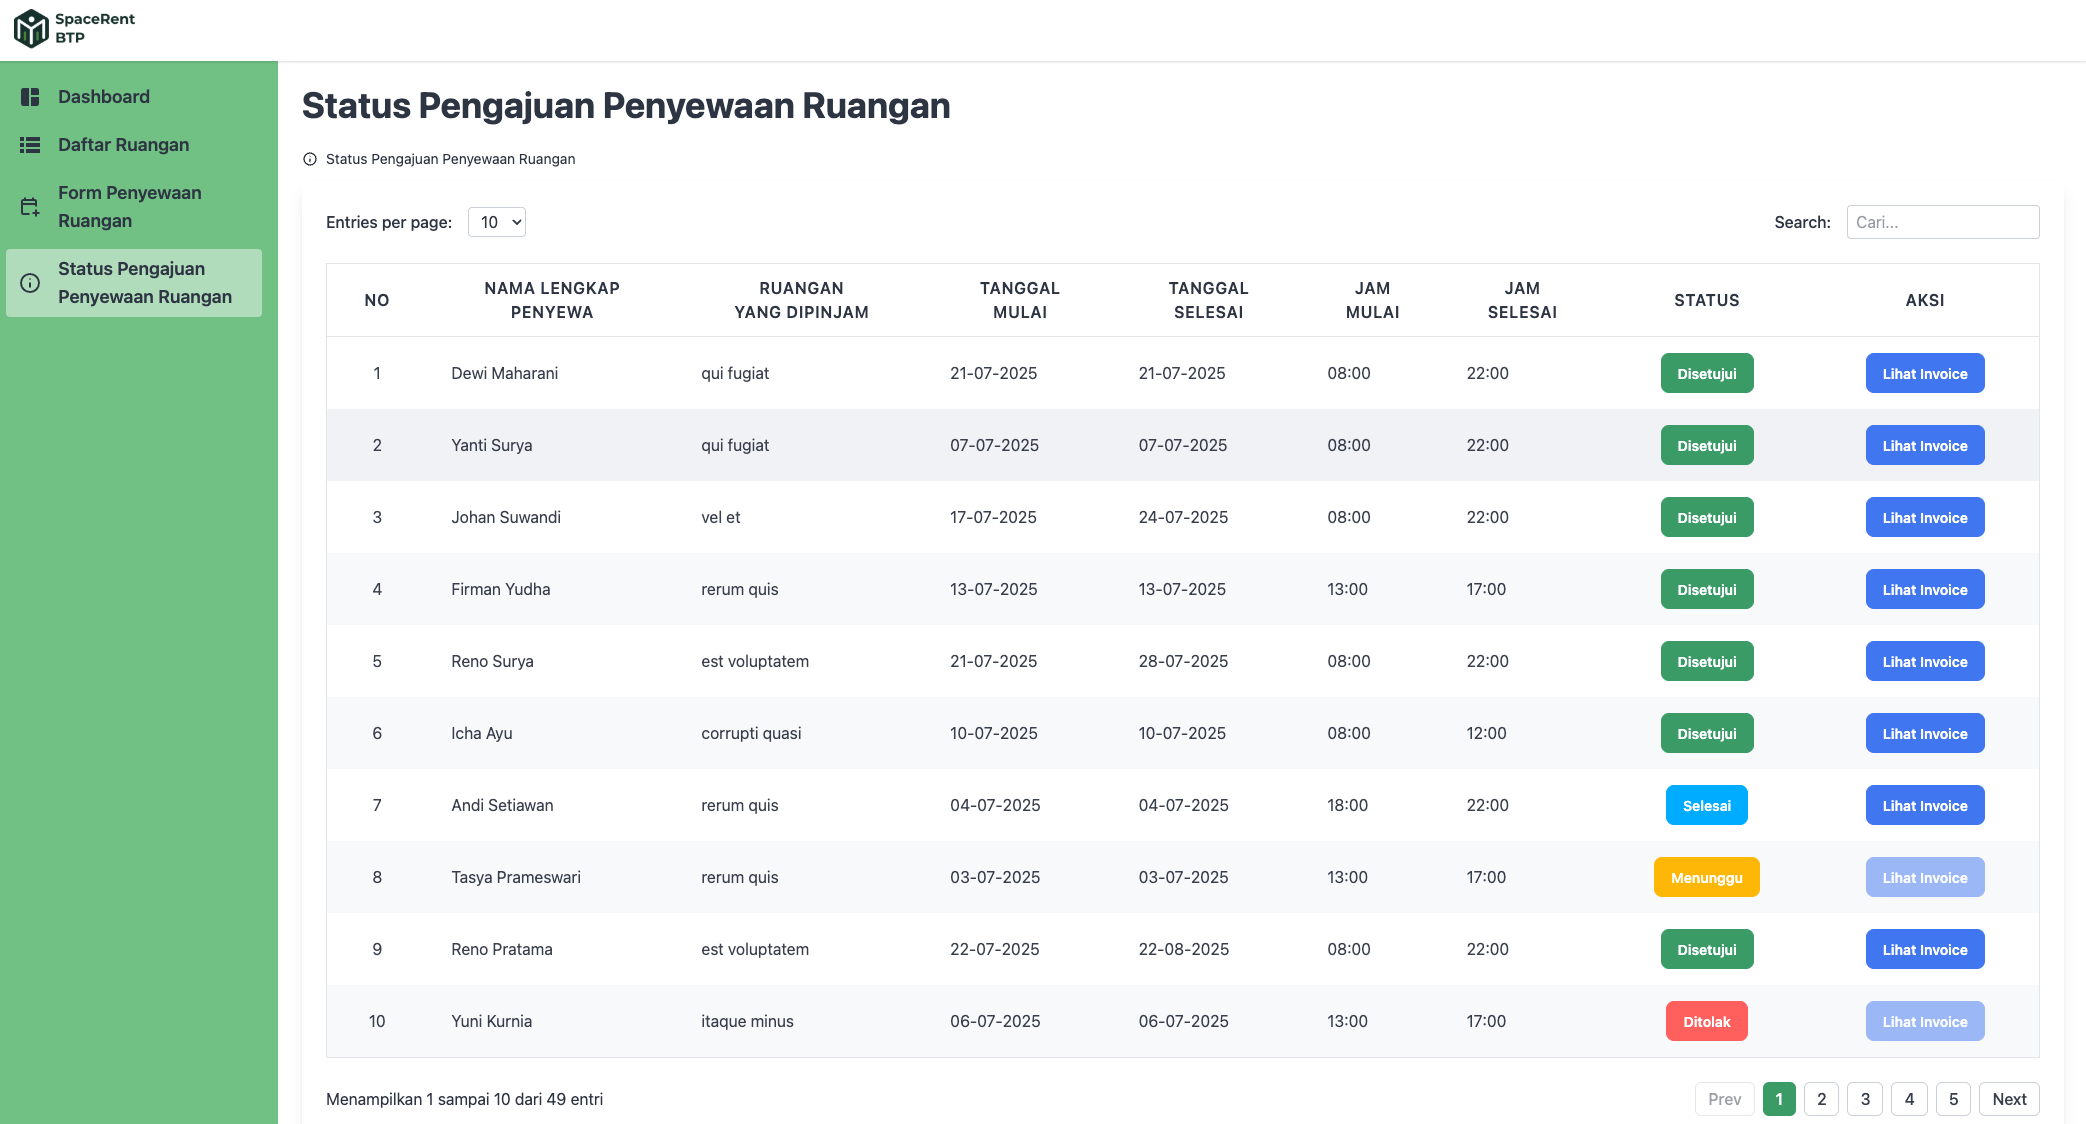 SpaceRent
BTP
Dashboard
Daftar Ruangan
Form Penyewaan
Ruangan
Status Pengajuan
Penyewaan Ruangan
Status Pengajuan Penyewaan Ruangan
Status Pengajuan Penyewaan Ruangan
Entries per page: 10
Search: Cari...
NO NAMA LENGKAP PENYEWA RUANGAN YANG DIPINJAM TANGGAL MULAI TANGGAL SELESAI JAM MULAI JAM SELESAI STATUS AKSI
1 Dewi Maharani qui fugiat 21-07-2025 21-07-2025 08:00 22:00 Disetujui Lihat Invoice
2 Yanti Surya qui fugiat 07-07-2025 07-07-2025 08:00 22:00 Disetujui Lihat Invoice
3 Johan Suwandi vel et 17-07-2025 24-07-2025 08:00 22:00 Disetujui Lihat Invoice
4 Firman Yudha rerum quis 13-07-2025 13-07-2025 13:00 17:00 Disetujui Lihat Invoice
5 Reno Surya est voluptatem 21-07-2025 28-07-2025 08:00 22:00 Disetujui Lihat Invoice
6 Icha Ayu corrupti quasi 10-07-2025 10-07-2025 08:00 12:00 Disetujui Lihat Invoice
7 Andi Setiawan rerum quis 04-07-2025 04-07-2025 18:00 22:00 Selesai Lihat Invoice
8 Tasya Prameswari rerum quis 03-07-2025 03-07-2025 13:00 17:00 Menunggu Lihat Invoice
9 Reno Pratama est voluptatem 22-07-2025 22-08-2025 08:00 22:00 Disetujui Lihat Invoice
10 Yuni Kurnia itaque minus 06-07-2025 06-07-2025 13:00 17:00 Ditolak Lihat Invoice
Menampilkan 1 sampai 10 dari 49 entri
Prev 1 2 3 4 5 Next